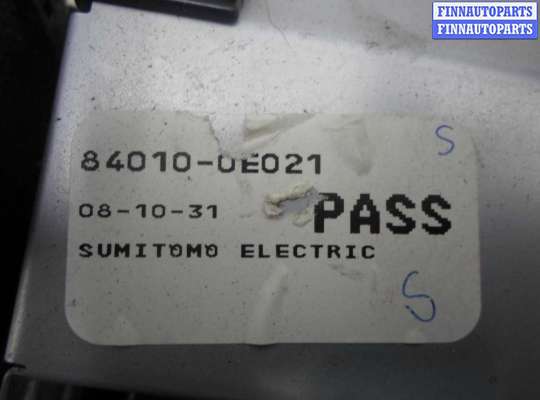 FINNAUTOPARTS
FINNAUTOPARTS
S
84010-0E021
08-10-31 PASS
SUMITOMO ELECTRIC
S